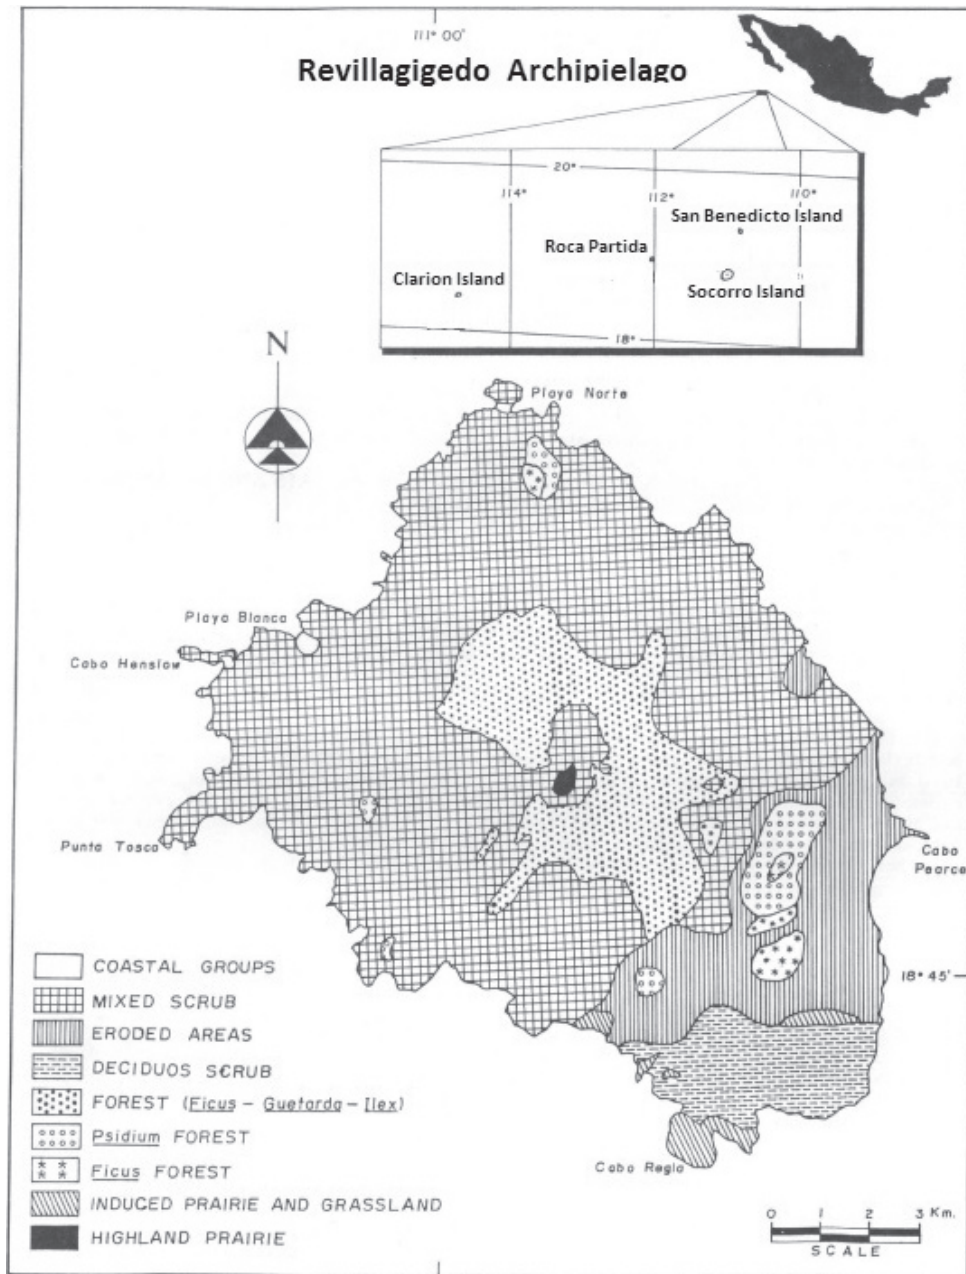 111° 00'
Revillagigedo Archipielago
20°
114°
112°
110°
San Benedicto Island
Roca Partida
Clarion Island
Socorro Island
18°
N
Playa Norte
Playa Blanca
Cabo Henslow
Punta Tosca
Cabo
Pearce
18° 45'
COASTAL GROUPS
MIXED SCRUB
ERODED AREAS
DECIDUOS SCRUB
FOREST (Ficus - Guetarda - Ilex)
Psidium FOREST
Ficus FOREST
INDUCED PRAIRIE AND GRASSLAND
HIGHLAND PRAIRIE
Cabo Regla
0 1 2 3 Km.
SCALE